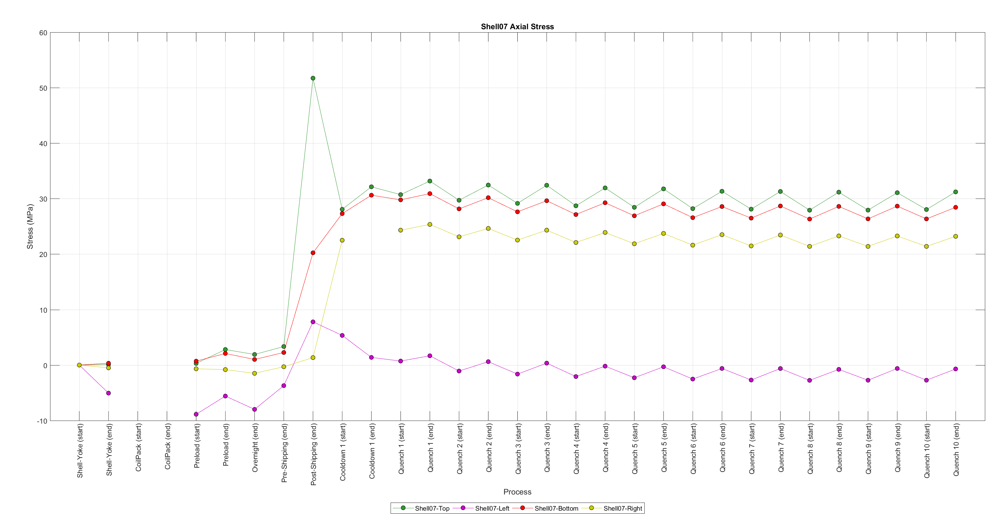 Shell07 Axial Stress
60
50
40
30
20
10
0
-10
Stress (MPa)
Shell-Yoke (start)
Shell-Yoke (end)
CoilPack (start)
CoilPack (end)
Preload (start)
Preload (end)
Overnight (end)
Pre-Shipping (end)
Post-Shipping (end)
Cooldown 1 (start)
Cooldown 1 (end)
Quench 1 (start)
Quench 1 (end)
Quench 2 (start)
Quench 2 (end)
Quench 3 (start)
Quench 3 (end)
Quench 4 (start)
Quench 4 (end)
Quench 5 (start)
Quench 5 (end)
Quench 6 (start)
Quench 6 (end)
Quench 7 (start)
Quench 7 (end)
Quench 8 (start)
Quench 8 (end)
Quench 9 (start)
Quench 9 (end)
Quench 10 (start)
Quench 10 (end)
Process
Shell07-Top Shell07-Left Shell07-Bottom Shell07-Right